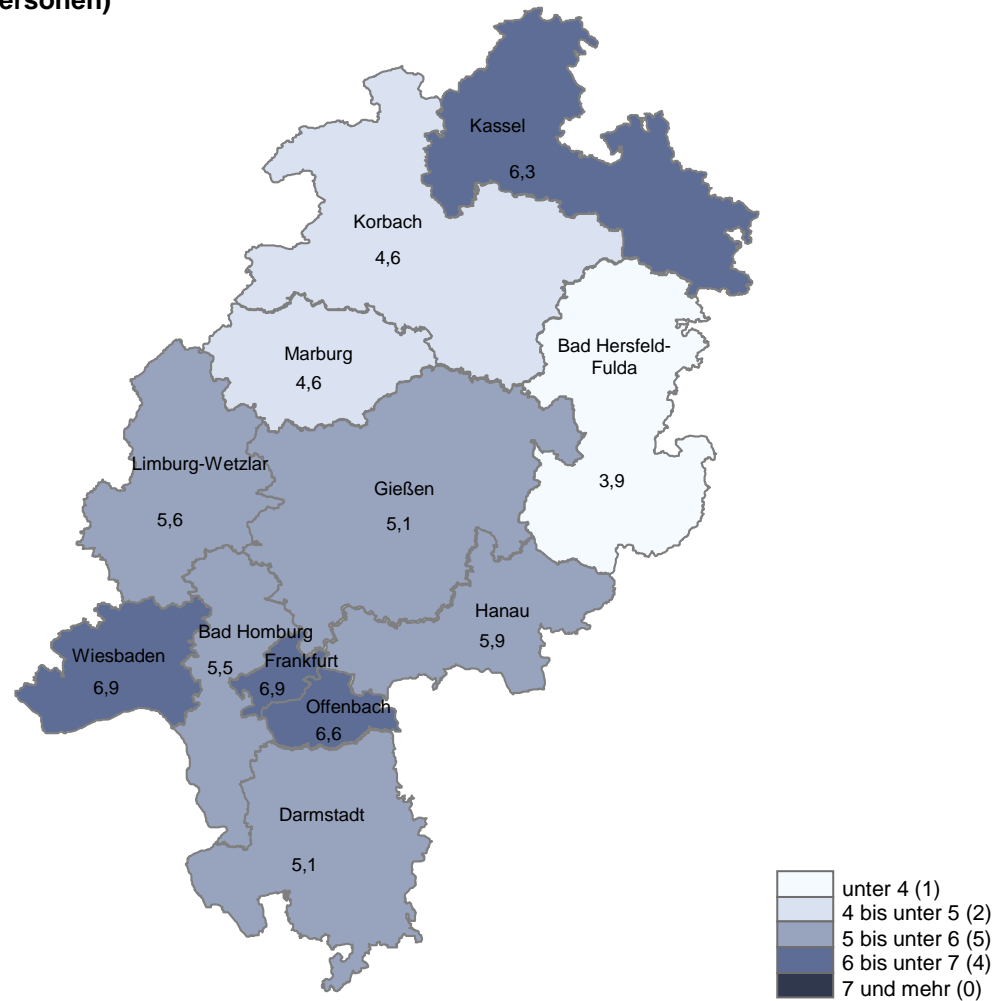 ersonen)
Kassel
6,3
Korbach
4,6
Bad Hersfeld-
Fulda
3,9
Marburg
4,6
Limburg-Wetzlar
5,6
Gießen
5,1
Hanau
5,9
Bad Homburg
5,5
Wiesbaden
6,9
Frankfurt
6,9
Offenbach
6,6
Darmstadt
5,1
unter 4 (1)
4 bis unter 5 (2)
5 bis unter 6 (5)
6 bis unter 7 (4)
7 und mehr (0)